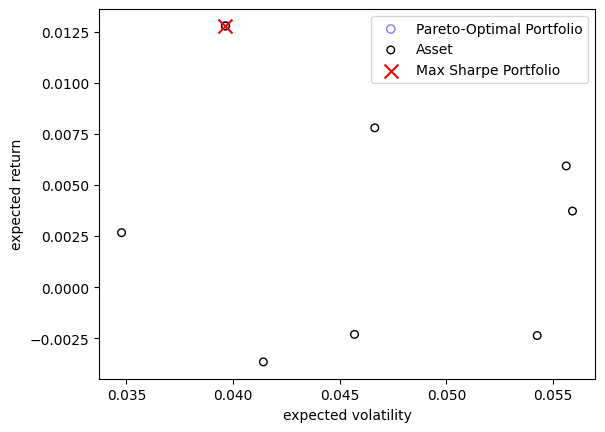 0.0125
0.0100
0.0075
0.0050
0.0025
0.0000
−0.0025
expected return
Pareto-Optimal Portfolio
Asset
Max Sharpe Portfolio
0.035
0.040
0.045
0.050
0.055
expected volatility